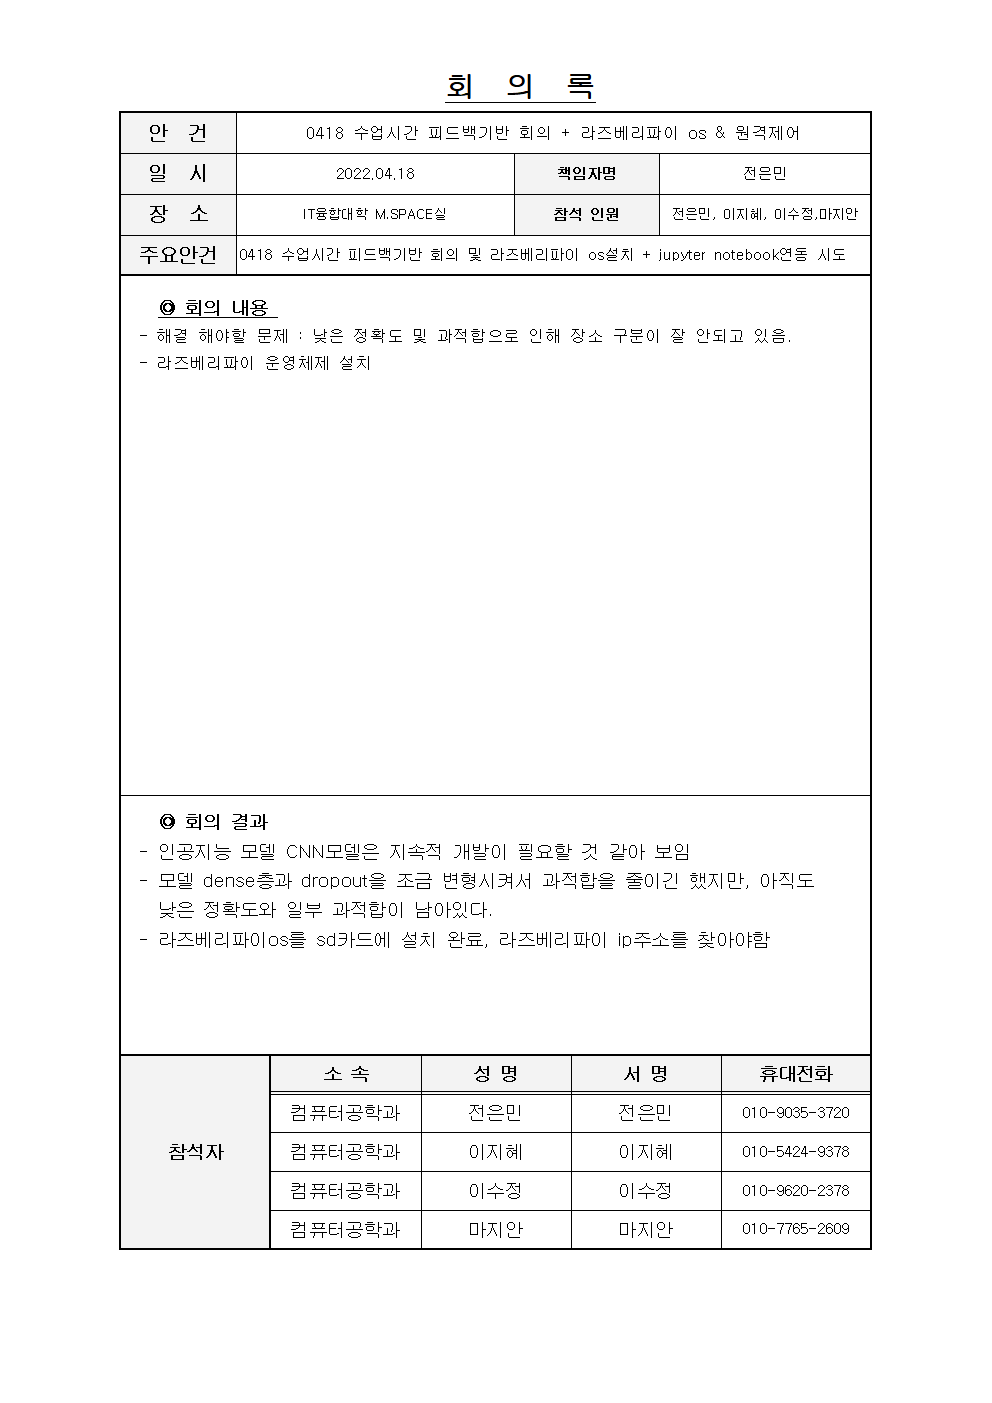 회 의 록
안 건 0418 수업시간 피드백기반 회의 + 라즈베리파이 os & 원격제어
일 시 2022.04.18 책임자명 전은민
장 소 IT융합대학 M.SPACE실 참석 인원 전은민, 이지혜, 이수정,마지안
주요안건 0418 수업시간 피드백기반 회의 및 라즈베리파이 os설치 + jupyter notebook연동 시도
◎ 회의 내용
- 해결 해야할 문제 : 낮은 정확도 및 과적합으로 인해 장소 구분이 잘 안되고 있음.
- 라즈베리파이 운영체제 설치
◎ 회의 결과
- 인공지능 모델 CNN모델은 지속적 개발이 필요할 것 같아 보임
- 모델 dense층과 dropout을 조금 변형시켜서 과적합을 줄이긴 했지만, 아직도
낮은 정확도와 일부 과적합이 남아있다.
- 라즈베리파이os를 sd카드에 설치 완료, 라즈베리파이 ip주소를 찾아야함
참석자 소 속 성 명 서 명 휴대전화
컴퓨터공학과 전은민 전은민 010-9035-3720
컴퓨터공학과 이지혜 이지혜 010-5424-9378
컴퓨터공학과 이수정 이수정 010-9620-2378
컴퓨터공학과 마지안 마지안 010-7765-2609